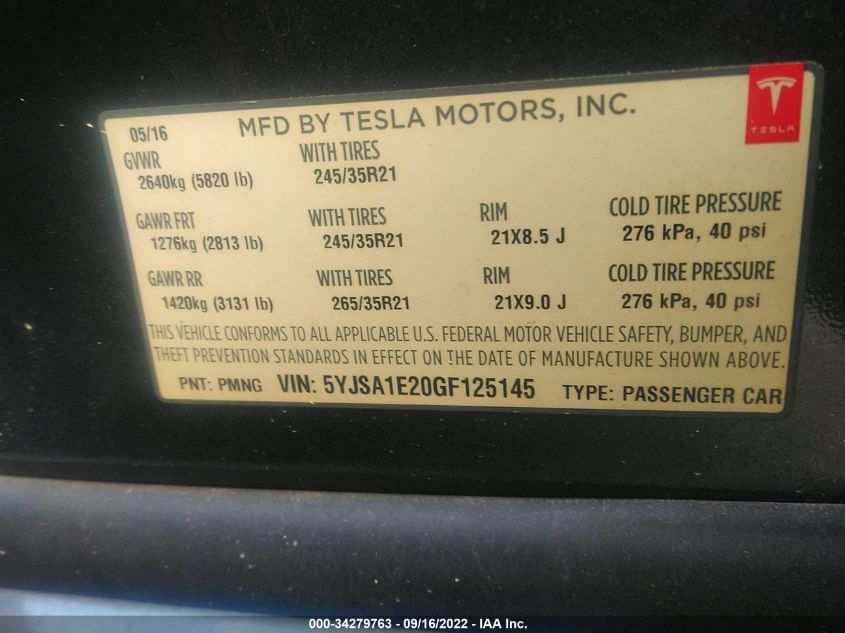 05/16 MFD BY TESLA MOTORS, INC.
TESLA
GVWR WITH TIRES
2640kg (5820 lb) 245/35R21
GAWR FRT WITH TIRES RIM COLD TIRE PRESSURE
1276kg (2813 lb) 245/35R21 21X8.5 J 276 kPa, 40 psi
GAWR RR WITH TIRES RIM COLD TIRE PRESSURE
1420kg (3131 lb) 265/35R21 21X9.0 J 276 kPa, 40 psi
THIS VEHICLE CONFORMS TO ALL APPLICABLE U.S. FEDERAL MOTOR VEHICLE SAFETY, BUMPER, AND
THEFT PREVENTION STANDARDS IN EFFECT ON THE DATE OF MANUFACTURE SHOWN ABOVE.
PNT: PMNG VIN: 5YJSA1E20GF125145 TYPE: PASSENGER CAR
000-34279763 - 09/16/2022 - IAA Inc.